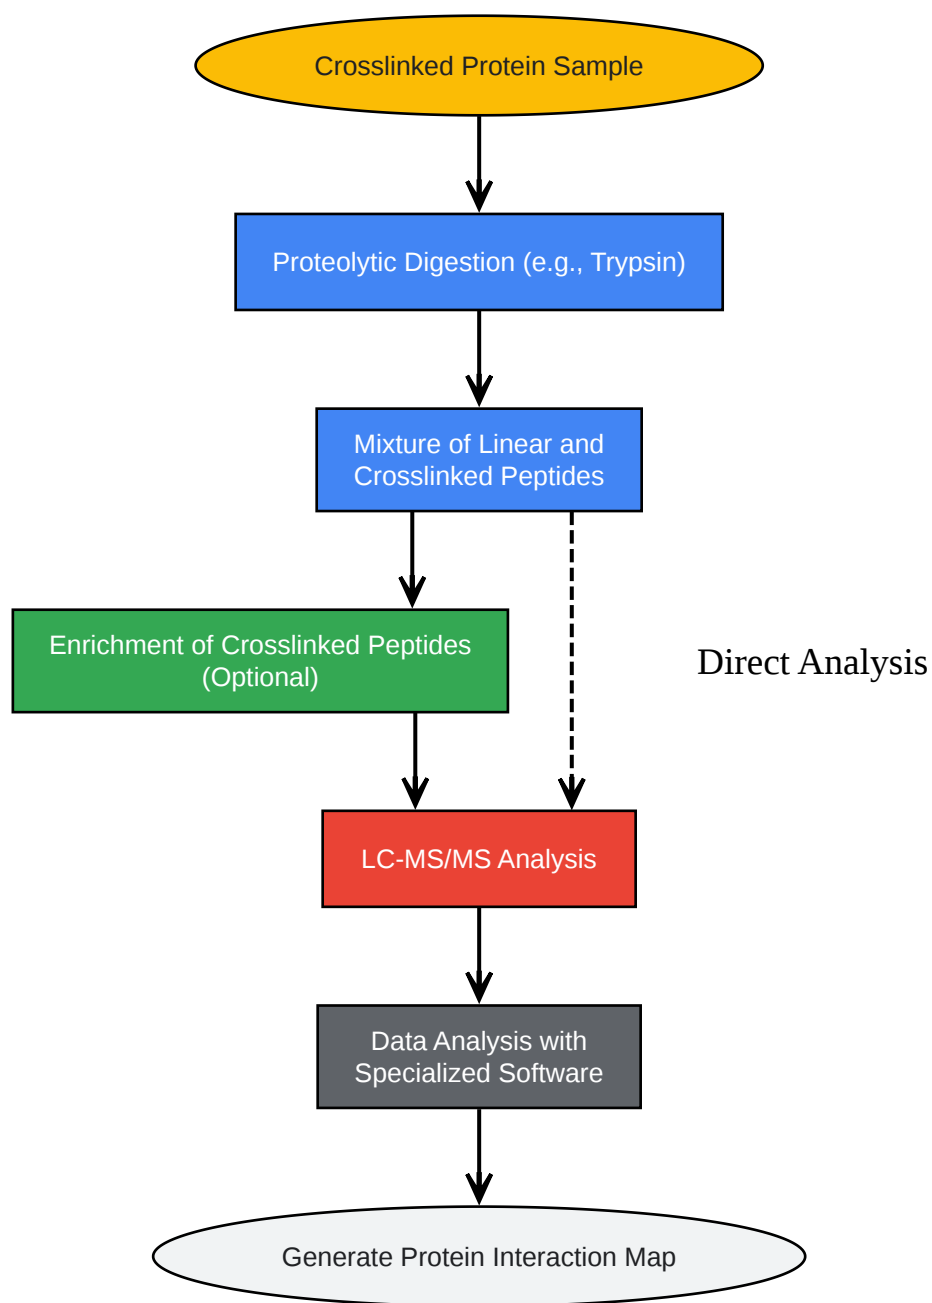 Crosslinked Protein Sample
Proteolytic Digestion (e.g., Trypsin)
Mixture of Linear and
Crosslinked Peptides
Enrichment of Crosslinked Peptides
(Optional)
Direct Analysis
LC-MS/MS Analysis
Data Analysis with
Specialized Software
Generate Protein Interaction Map